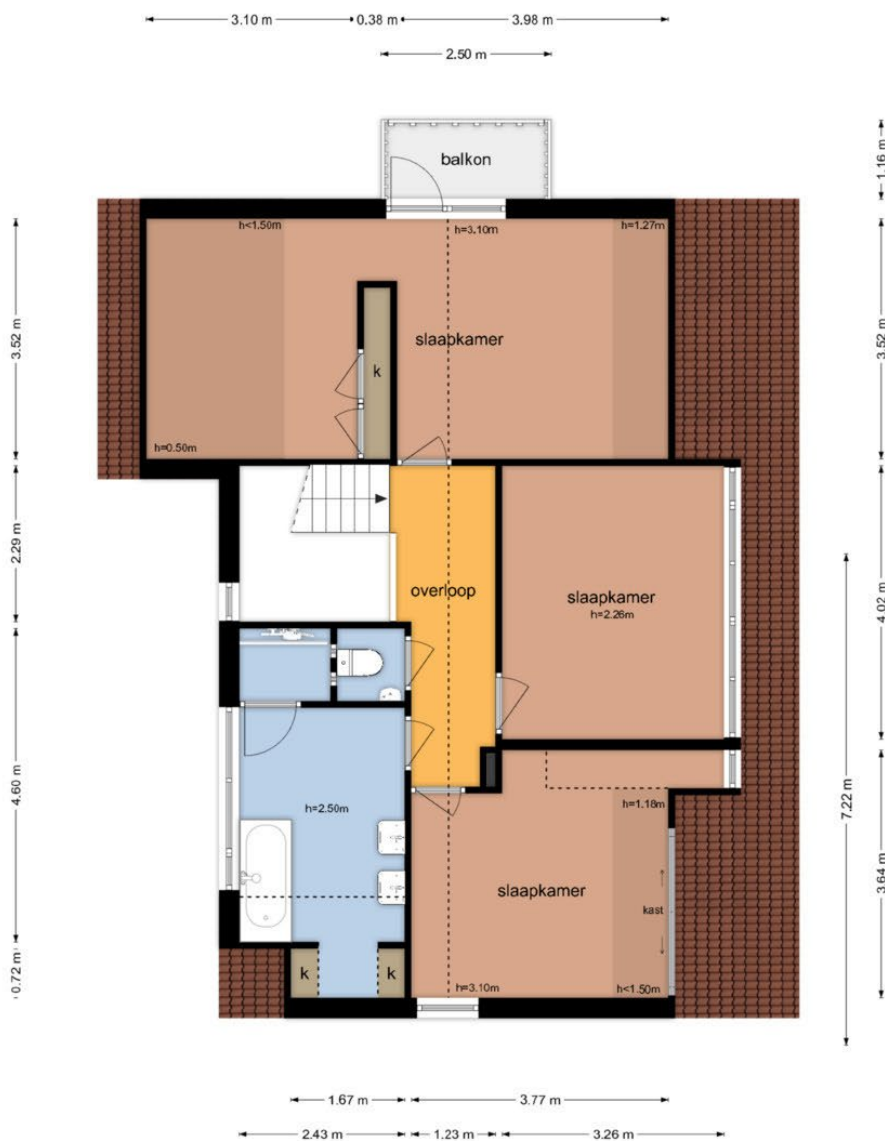 3.10 m
0.38 m
3.98 m
2.50 m
1.16 m
balkon
h<1.50m
h=3.10m
h=1.27m
3.52 m
3.52 m
slaapkamer
k
h=0.50m
2.29 m
overloop
slaapkamer
h=2.26m
4.02 m
4.60 m
h=2.50m
h=1.18m
7.22 m
slaapkamer
kast
3.64 m
0.72 m
k
k
h=3.10m
h<1.50m
1.67 m
3.77 m
2.43 m
1.23 m
3.26 m